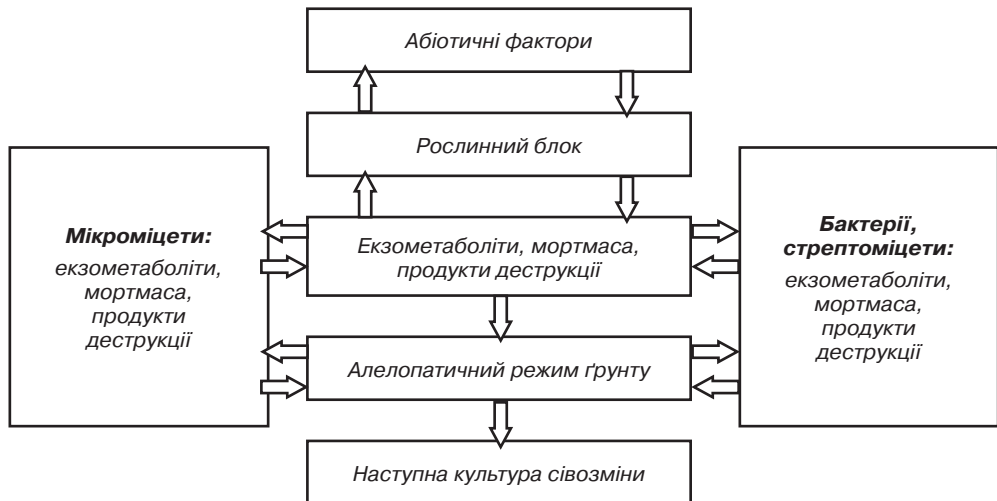 Абіотичні фактори
Рослинний блок
Мікроміцети:
екзометаболіти,
мортмаса,
продукти
деструкції
Екзометаболіти, мортмаса,
продукти деструкції
Бактерії,
стрептоміцети:
екзометаболіти,
мортмаса,
продукти
деструкції
Алелопатичний режим ґрунту
Наступна культура сівозміни